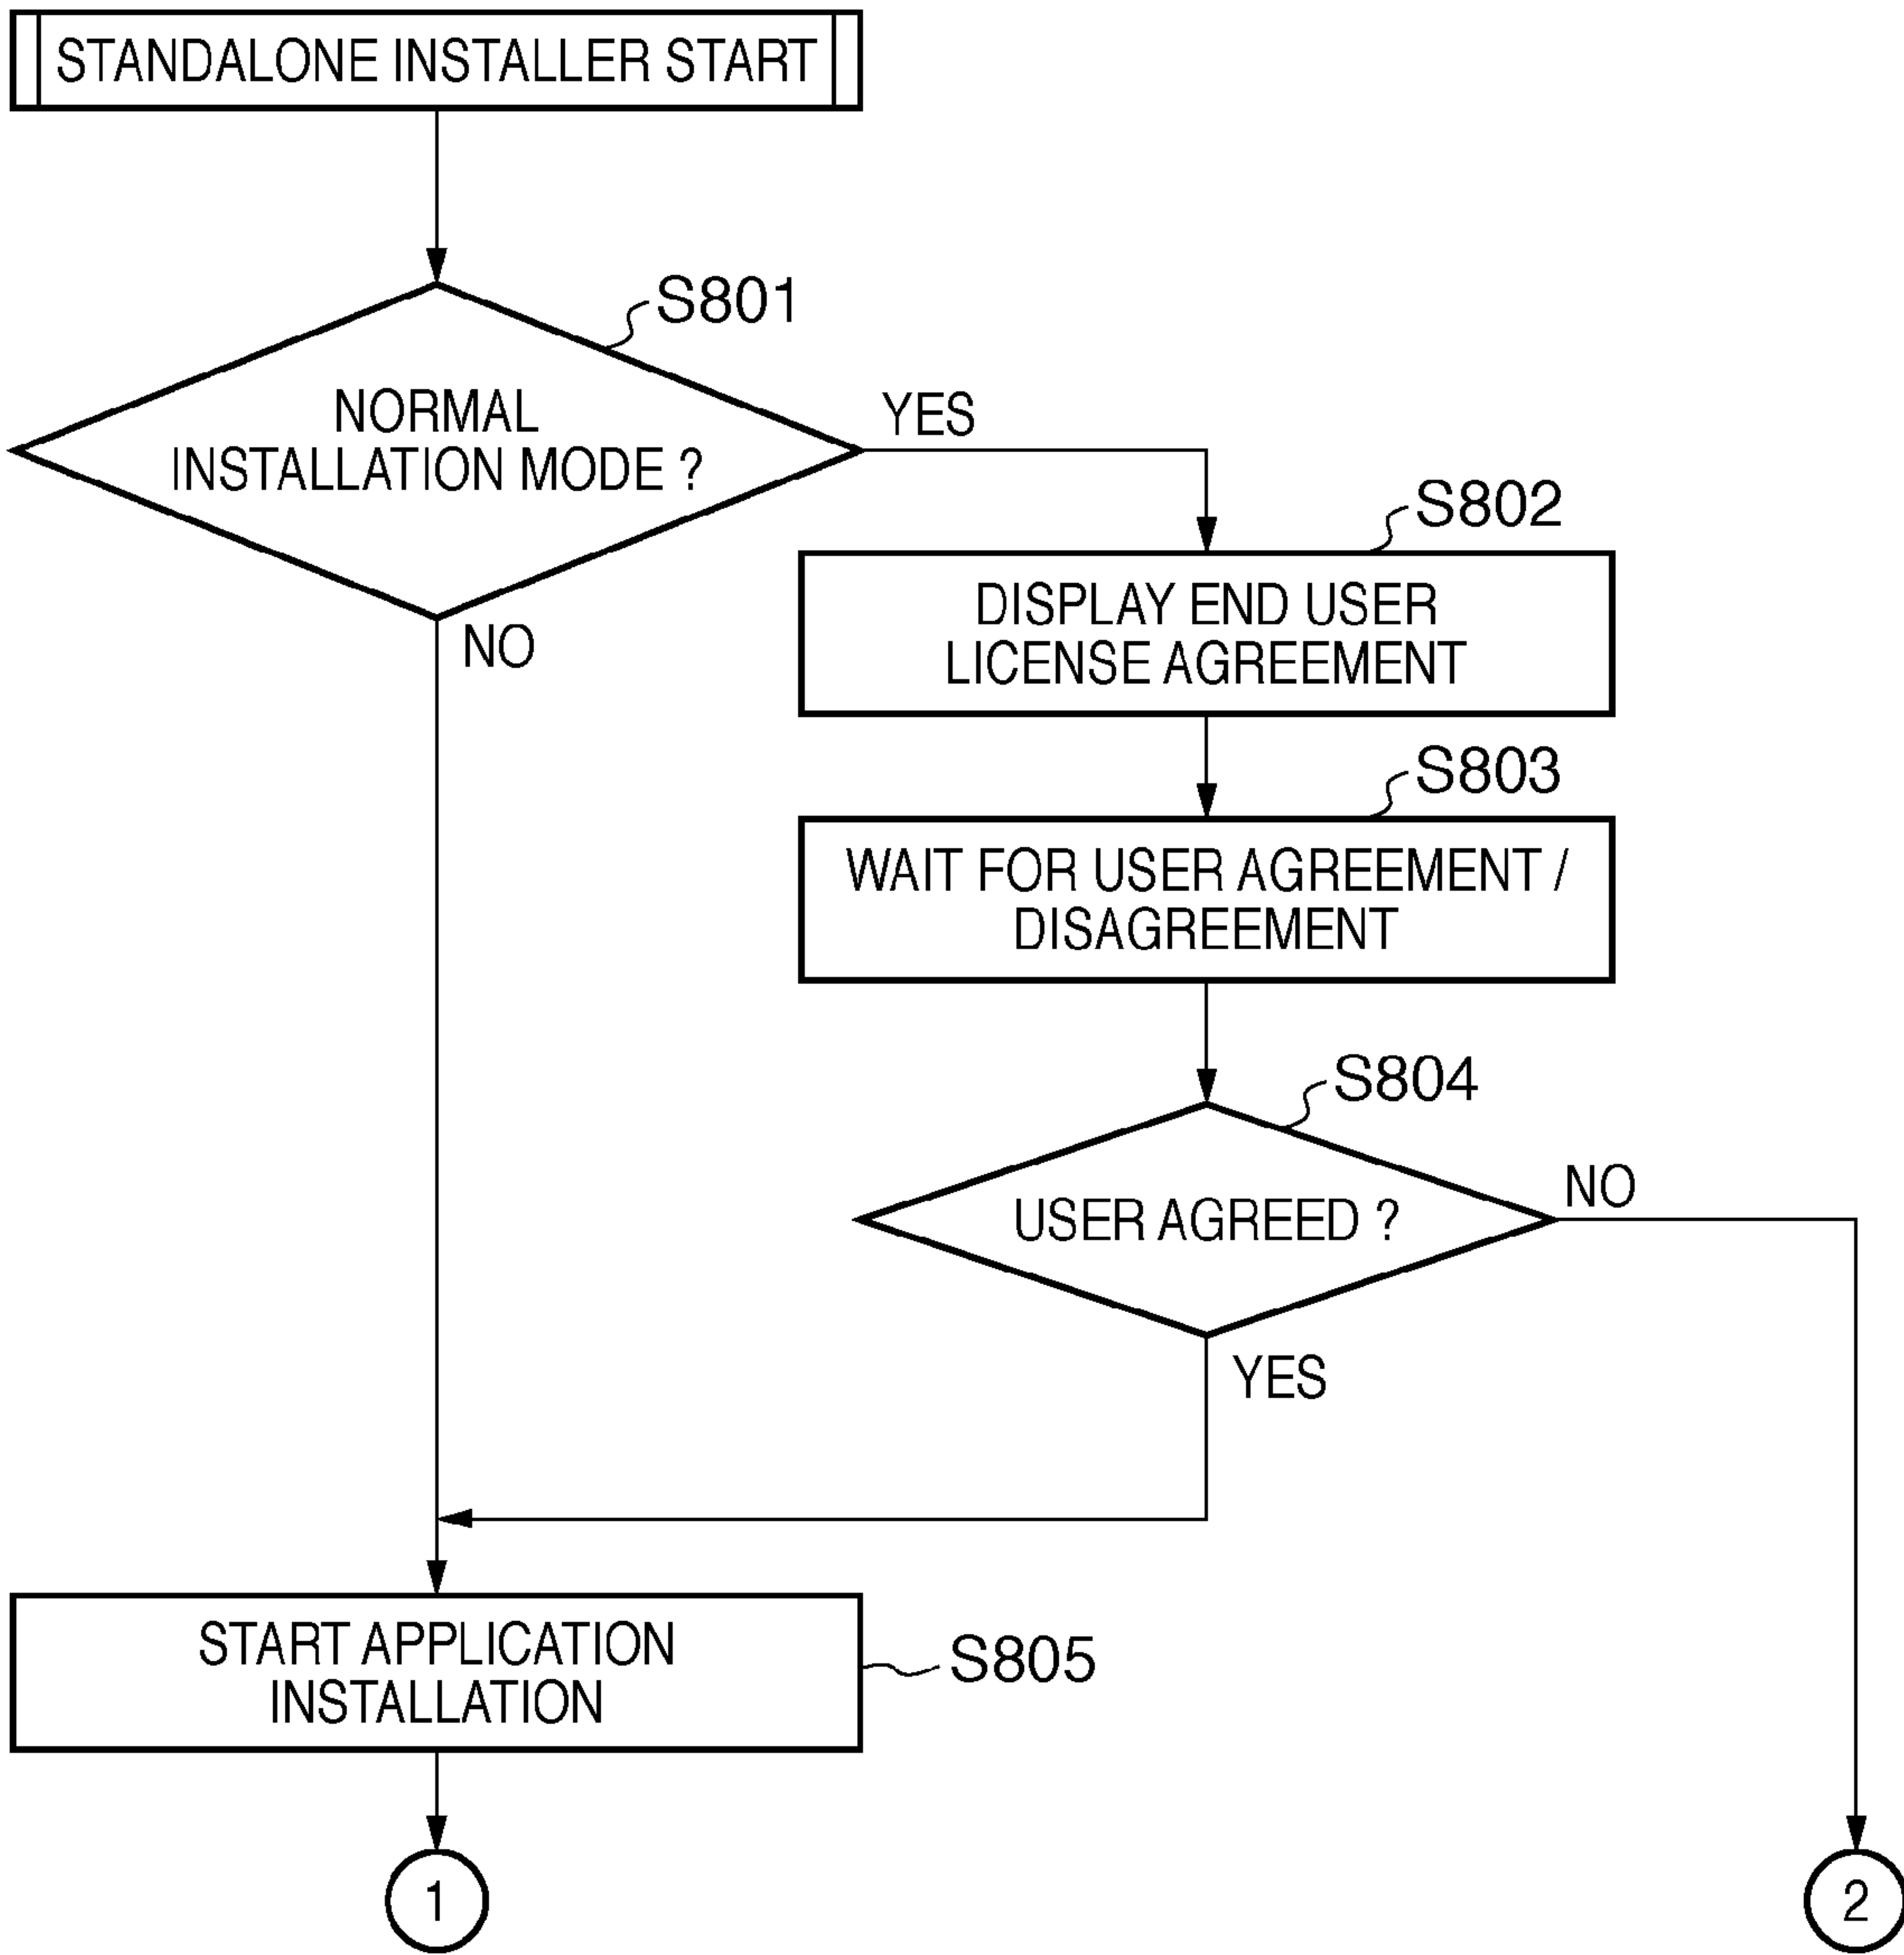 STANDALONE INSTALLER START
S801
NORMAL
INSTALLATION MODE ?
YES
NO
S802
DISPLAY END USER
LICENSE AGREEMENT
S803
WAIT FOR USER AGREEMENT /
DISAGREEMENT
S804
USER AGREED ?
NO
YES
START APPLICATION
INSTALLATION
S805
1
2